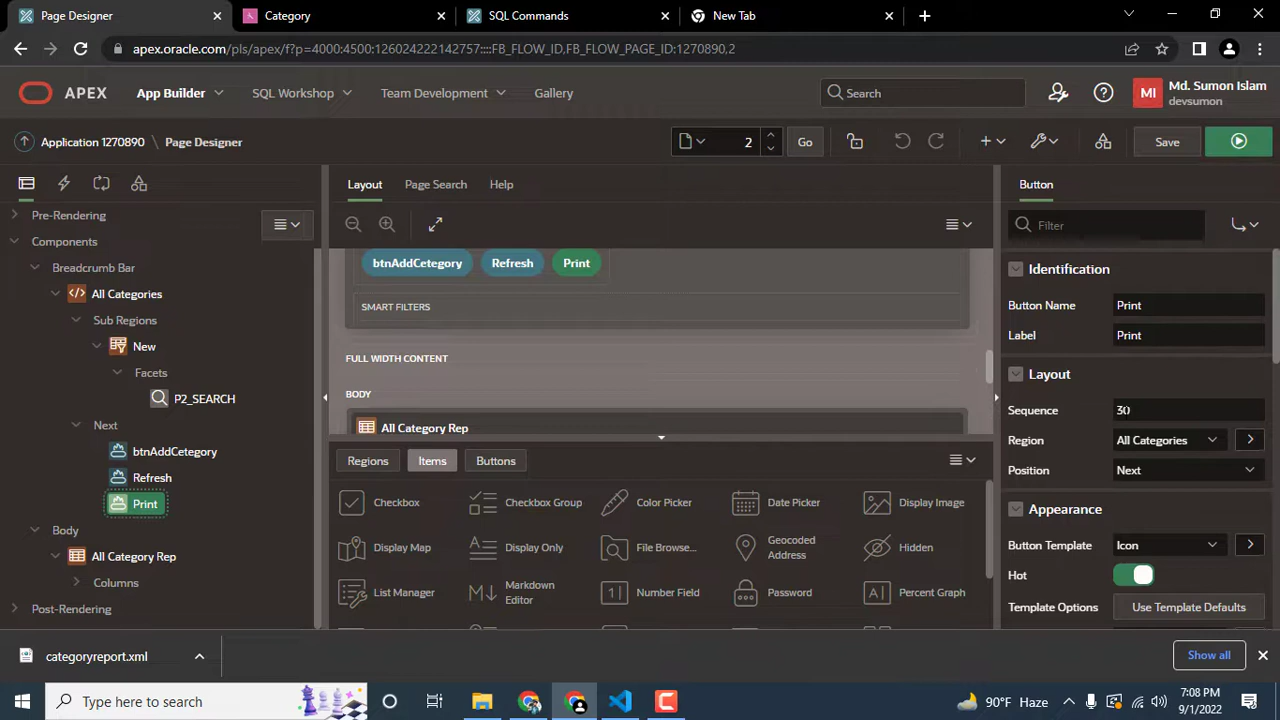 Page Designer
Category
SQL Commands
New Tab
apex.oracle.com/pls/apex/f?p=4000:4500:126024222142757::::FB_FLOW_ID,FB_FLOW_PAGE_ID:1270890,2
APEX
App Builder
SQL Workshop
Team Development
Gallery
Search
MI
Md. Sumon Islam
devsumon
Application 1270890
Page Designer
2
Go
Save
Layout
Page Search
Help
Button
Pre-Rendering
Components
Breadcrumb Bar
All Categories
Sub Regions
New
Facets
P2_SEARCH
Next
btnAddCetegory
Refresh
Print
Body
All Category Rep
Columns
Post-Rendering
btnAddCetegory
Refresh
Print
SMART FILTERS
FULL WIDTH CONTENT
BODY
All Category Rep
Regions
Items
Buttons
Checkbox
Checkbox Group
Color Picker
Date Picker
Display Image
Display Map
Display Only
File Browse...
Geocoded
Address
Hidden
List Manager
Markdown
Editor
Number Field
Password
Percent Graph
Filter
Identification
Button Name
Print
Label
Print
Layout
Sequence
30
Region
All Categories
Position
Next
Appearance
Button Template
Icon
Hot
Template Options
Use Template Defaults
categoryreport.xml
Show all
Type here to search
90°F Haze
7:08 PM
9/1/2022